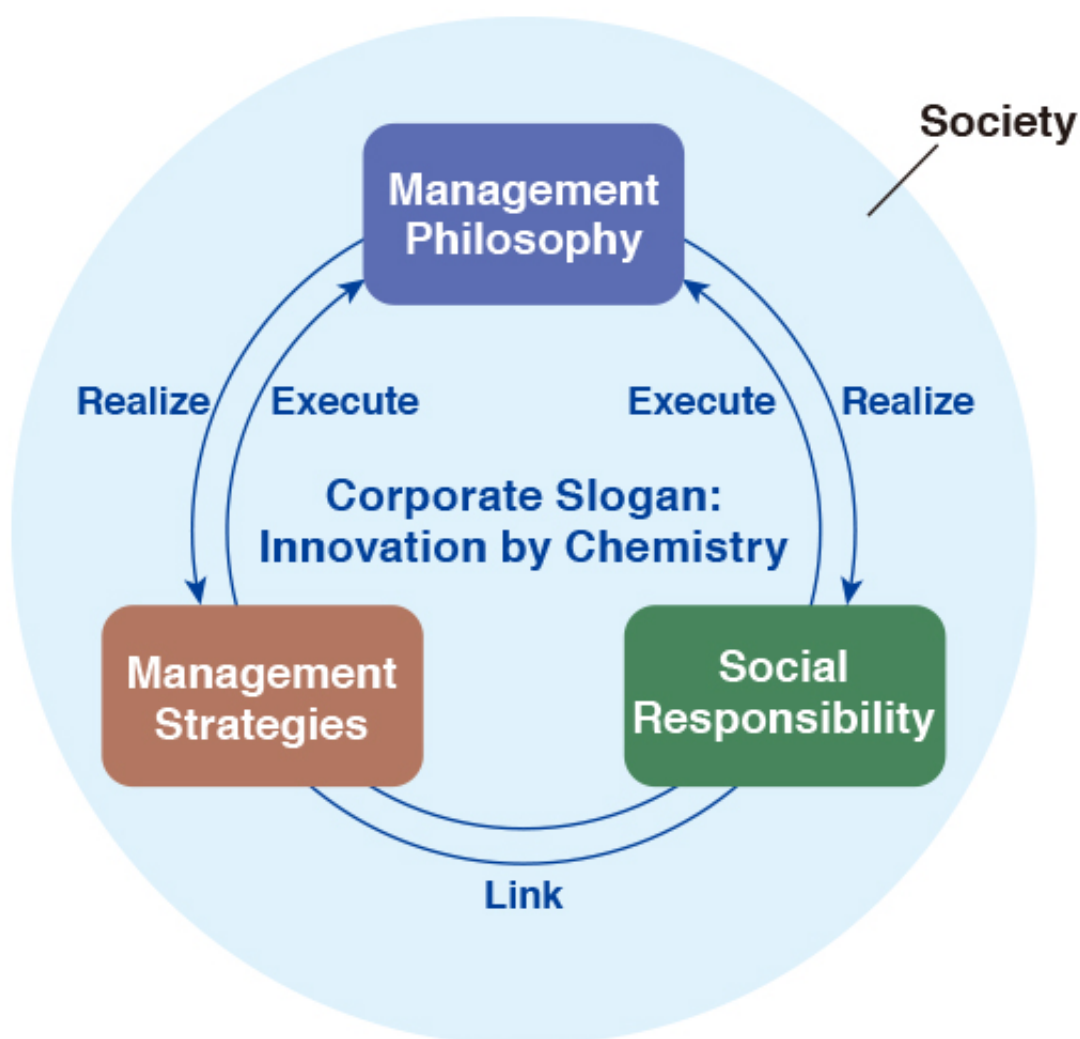 Society
Management
Philosophy
Realize
Execute
Execute
Realize
Corporate Slogan:
Innovation by Chemistry
Management
Strategies
Social
Responsibility
Link